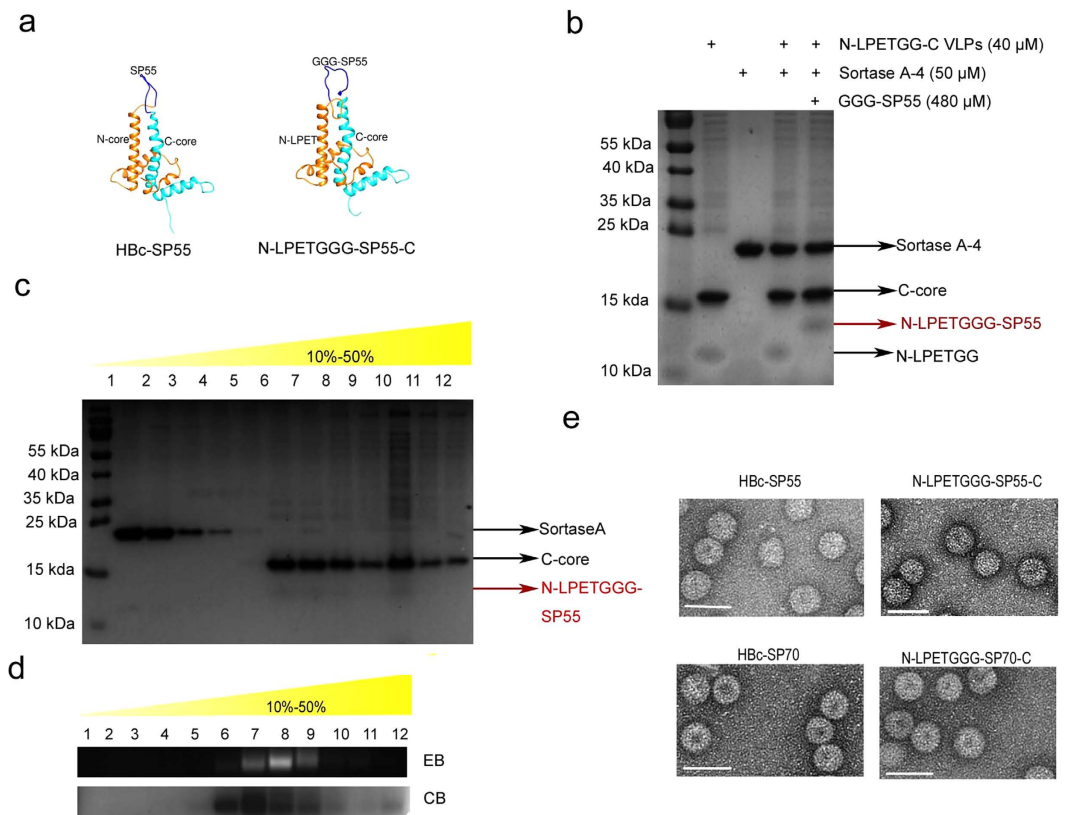 a
SP55
GGG-SP55
N-core
C-core
N-LPET
C-core
HBc-SP55
N-LPETGGG-SP55-C
b
+ + + N-LPETGG-C VLPs (40 µM)
+ + + Sortase A-4 (50 µM)
+ GGG-SP55 (480 µM)
55 kDa
40 kDa
35 kDa
25 kDa
15 kda
10 kDa
Sortase A-4
C-core
N-LPETGGG-SP55
N-LPETGG
c
10%-50%
1 2 3 4 5 6 7 8 9 10 11 12
55 kDa
40 kDa
35 kDa
25 kDa
15 kda
10 kDa
SortaseA
C-core
N-LPETGGG-
SP55
d
10%-50%
1 2 3 4 5 6 7 8 9 10 11 12
EB
CB
e
HBc-SP55
N-LPETGGG-SP55-C
HBc-SP70
N-LPETGGG-SP70-C